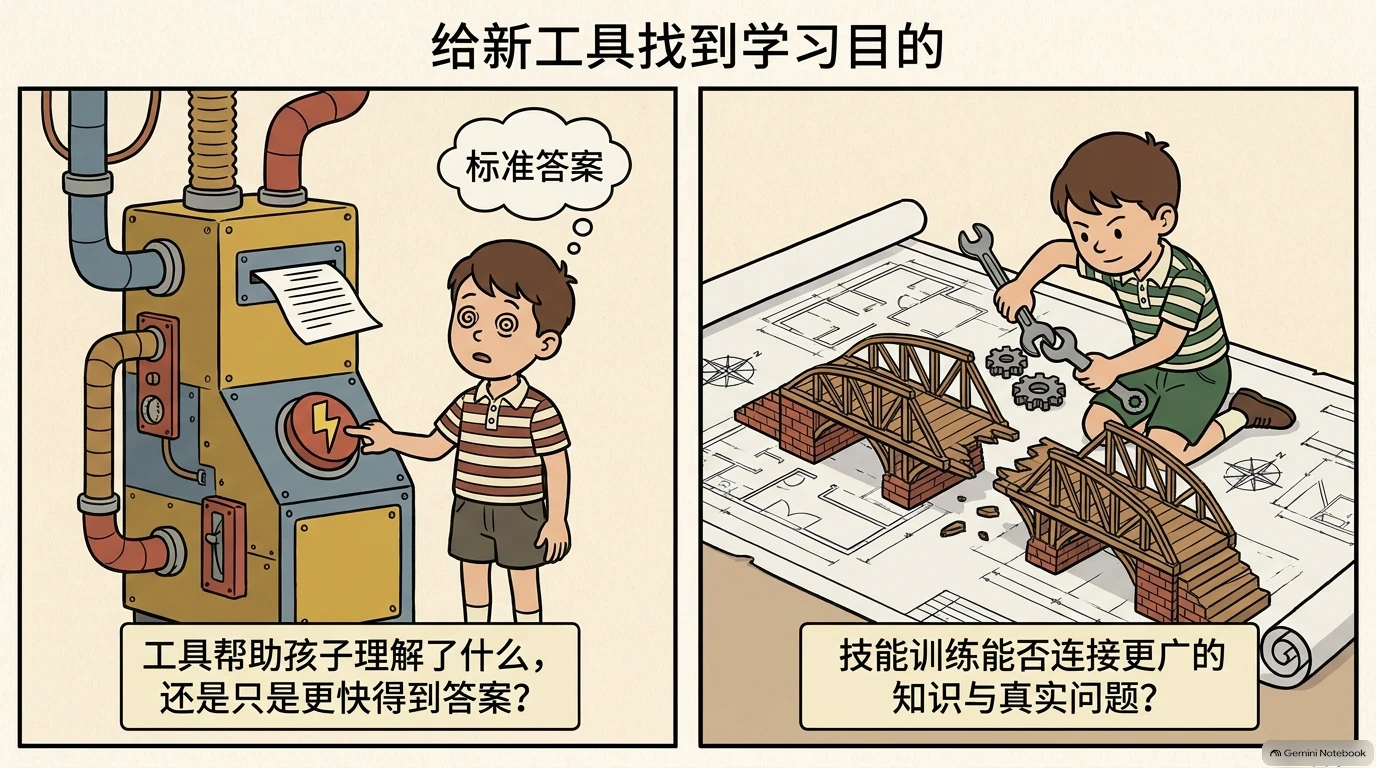 给新工具找到学习目的
标准答案
工具帮助孩子理解了什么，
还是只是更快得到答案？
技能训练能否连接更广的
知识与真实问题？
N
N
Gemini Notebook